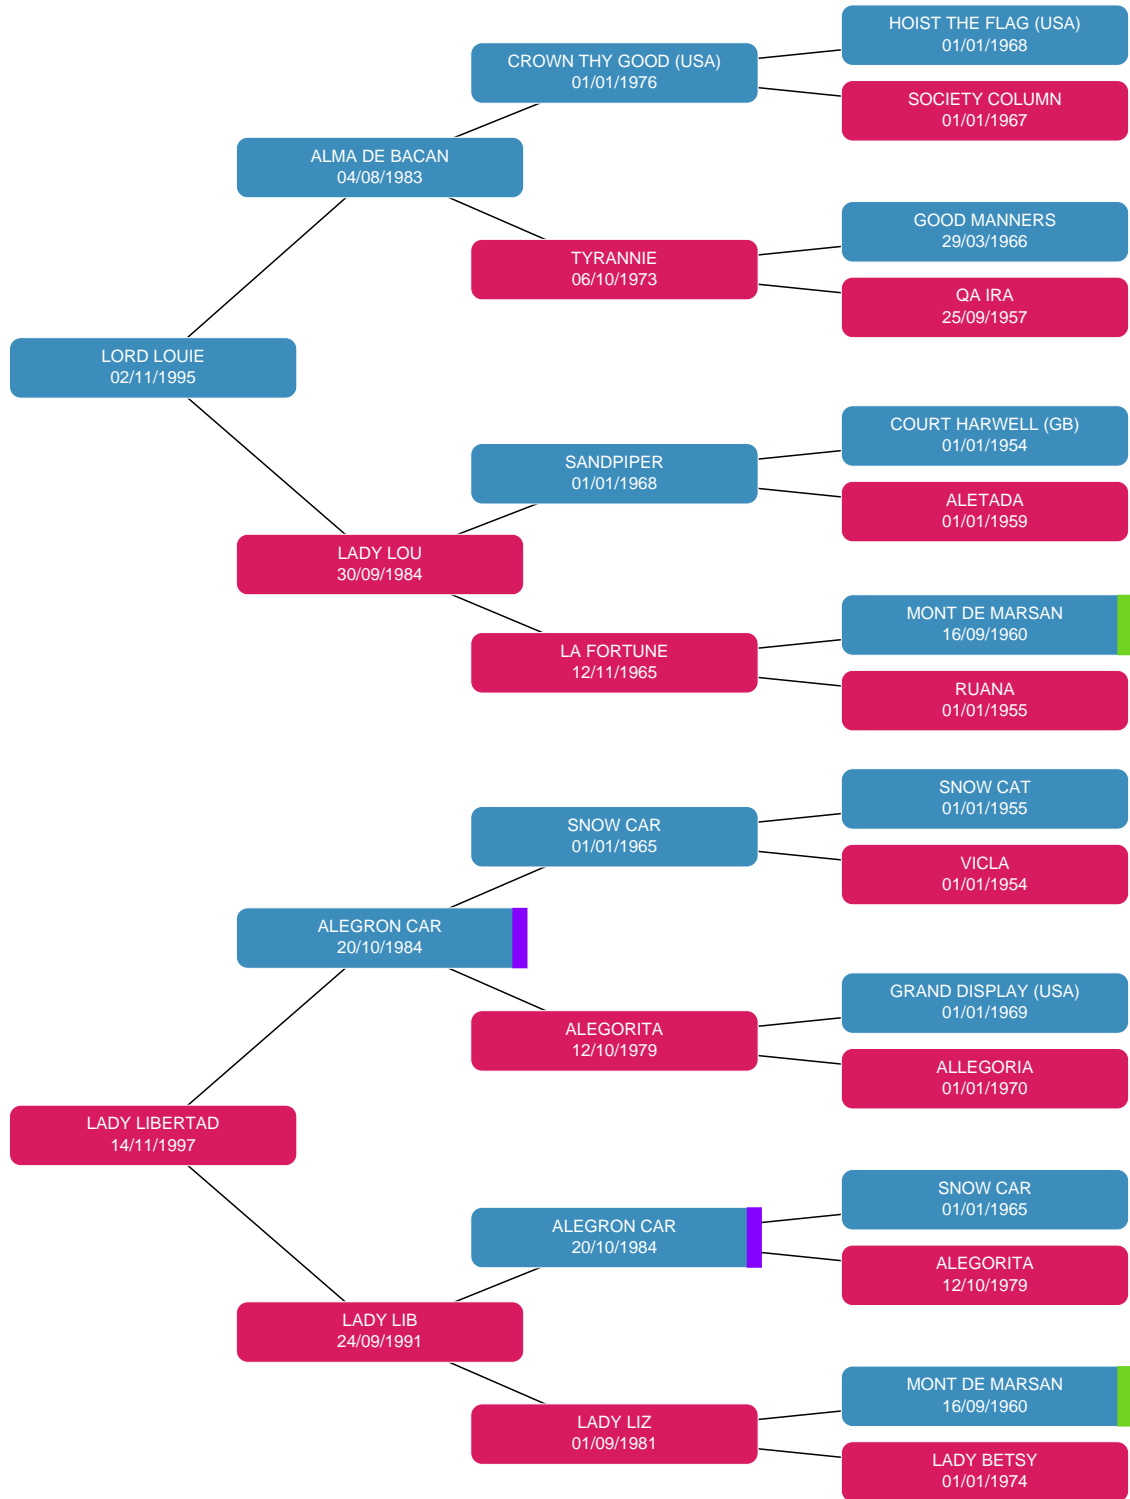 HOIST THE FLAG (USA)
01/01/1968
CROWN THY GOOD (USA)
01/01/1976
SOCIETY COLUMN
01/01/1967
ALMA DE BACAN
04/08/1983
GOOD MANNERS
29/03/1966
TYRANNIE
06/10/1973
QA IRA
25/09/1957
LORD LOUIE
02/11/1995
COURT HARWELL (GB)
01/01/1954
SANDPIPER
01/01/1968
ALETADA
01/01/1959
LADY LOU
30/09/1984
MONT DE MARSAN
16/09/1960
LA FORTUNE
12/11/1965
RUANA
01/01/1955
SNOW CAT
01/01/1955
SNOW CAR
01/01/1965
VICLA
01/01/1954
ALEGRON CAR
20/10/1984
GRAND DISPLAY (USA)
01/01/1969
ALEGORITA
12/10/1979
ALLEGORIA
01/01/1970
LADY LIBERTAD
14/11/1997
SNOW CAR
01/01/1965
ALEGRON CAR
20/10/1984
ALEGORITA
12/10/1979
LADY LIB
24/09/1991
MONT DE MARSAN
16/09/1960
LADY LIZ
01/09/1981
LADY BETSY
01/01/1974